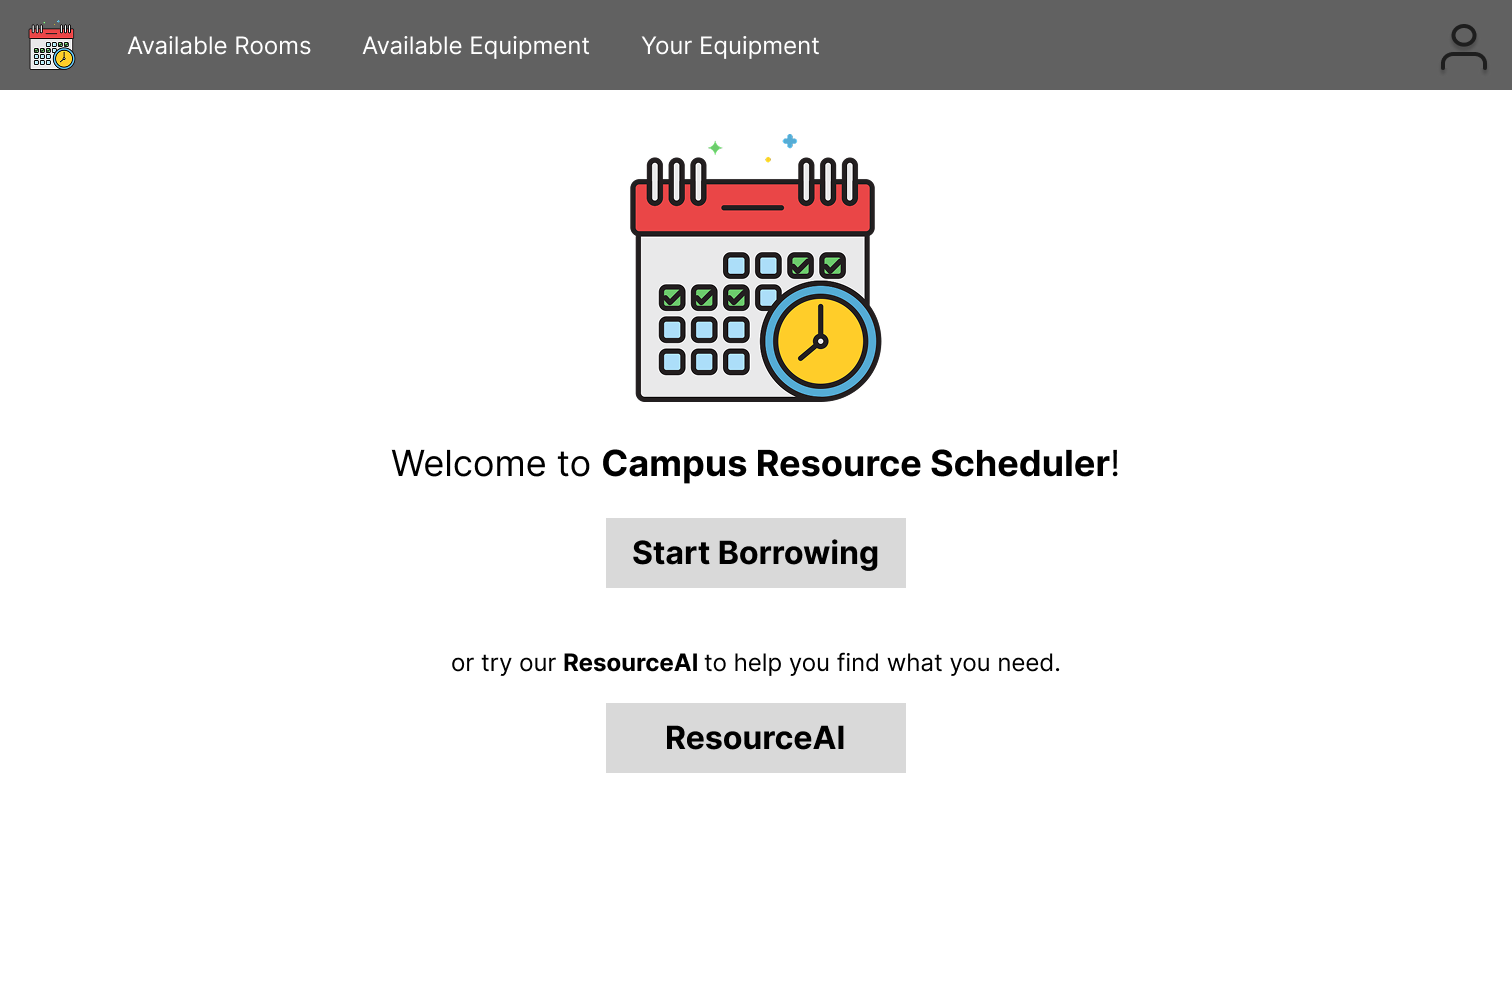 Available Rooms Available Equipment Your Equipment
Welcome to Campus Resource Scheduler!
Start Borrowing
or try our ResourceAI to help you find what you need.
ResourceAI